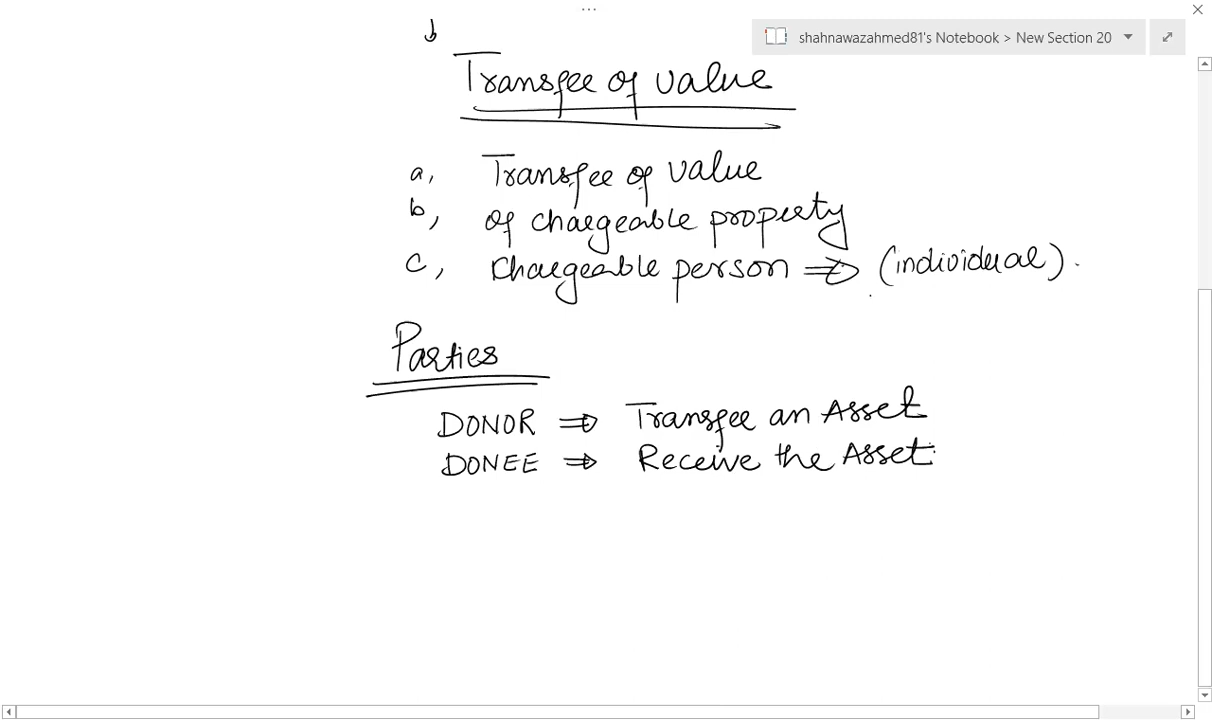 shahnawazahmed81's Notebook > New Section 20
Transfer of value
a, Transfer of value
b, of chargeable property
c, chargeable person ⇒ (individual).
Parties
DONOR ⇒ Transfer an Asset
DONEE ⇒ Receive the Asset